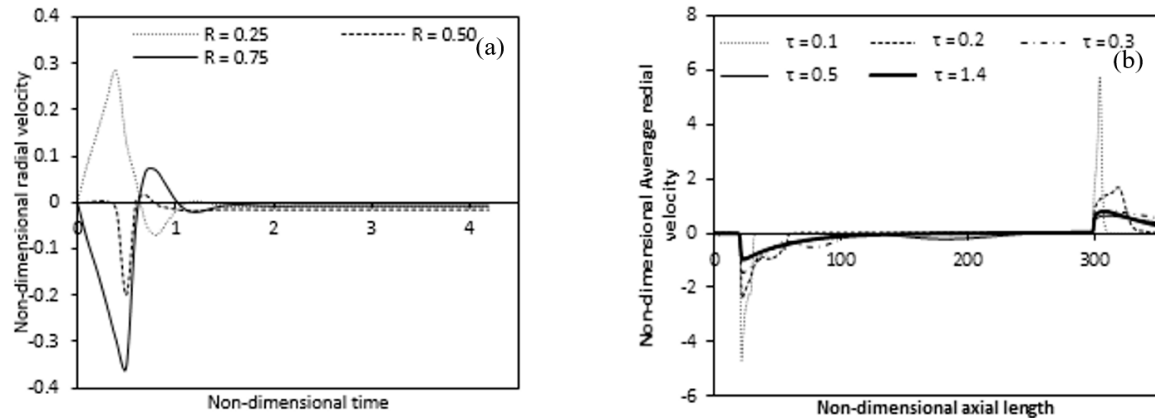 (a)
R = 0.25
R = 0.50
R = 0.75
0.4
0.3
0.2
0.1
0
-0.1
-0.2
-0.3
-0.4
0
1
2
3
4
Non-dimensional radial velocity
Non-dimensional time
(b)
τ = 0.1
τ = 0.2
τ = 0.3
τ = 0.5
τ = 1.4
8
6
4
2
0
-2
-4
-6
0
100
200
300
Non-dimensional Average radial
velocity
Non-dimensional axial length